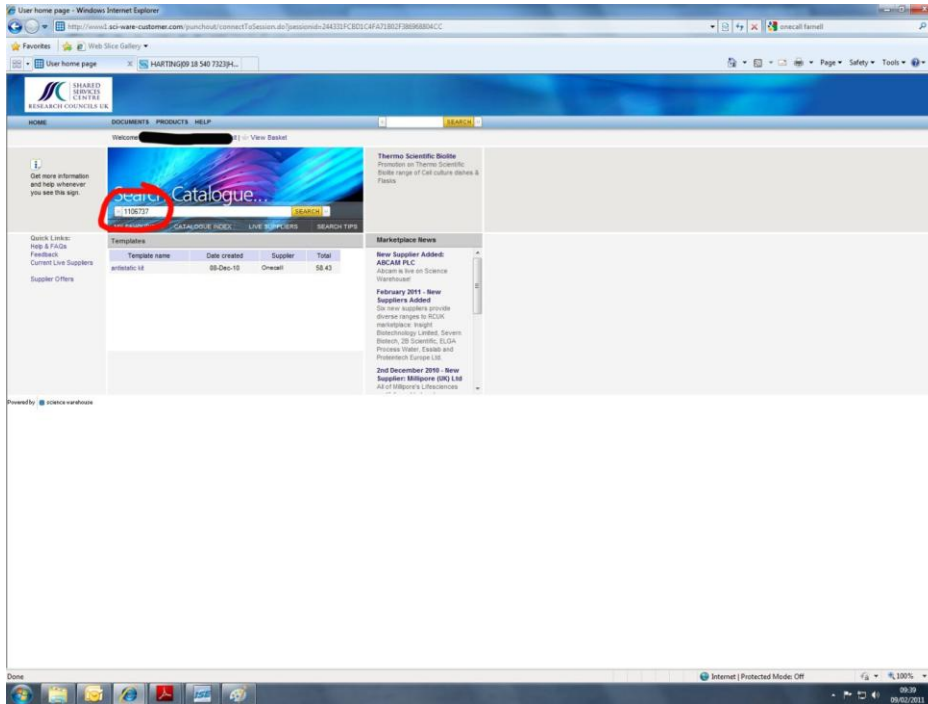 User home page - Windows Internet Explorer
http://www1.sci-ware-customer.com/punchout/connectToSession.do?jsessionid=244331FCBD1C4FA71B02F386968804CC
onecall farnell
Favorites Web Slice Gallery
User home page HARTING|09 18 540 7323|H...
Page Safety Tools
SHARED
SERVICES
CENTRE
RESEARCH COUNCILS UK
HOME DOCUMENTS PRODUCTS HELP SEARCH
Welcome View Basket
Get more information
and help whenever
you see this sign.
Search Catalogue...
1106737 SEARCH
CATALOGUE INDEX LIVE SUPPLIERS SEARCH TIPS
Thermo Scientific Biolite
Promotion on Thermo Scientific
Biolite range of Cell culture dishes &
Flasks
Quick Links:
Help & FAQs
Feedback
Current Live Suppliers
Supplier Offers
Templates
Template name Date created Supplier Total
antistatic kit 08-Dec-10 Onecall 58.43
Marketplace News
New Supplier Added:
ABCAM PLC
Abcam is live on Science
Warehouse!
February 2011 - New
Suppliers Added
Six new suppliers provide
diverse ranges to RCUK
marketplace: Insight
Biotechnology Limited, Severn
Biotech, 2B Scientific, ELGA
Process Water, Easlab and
Proteintech Europe Ltd.
2nd December 2010 - New
Supplier: Millipore (UK) Ltd
All of Millipore's Lifesciences
Powered by science warehouse
Done
Internet | Protected Mode: Off
100%
09:39
09/02/2011